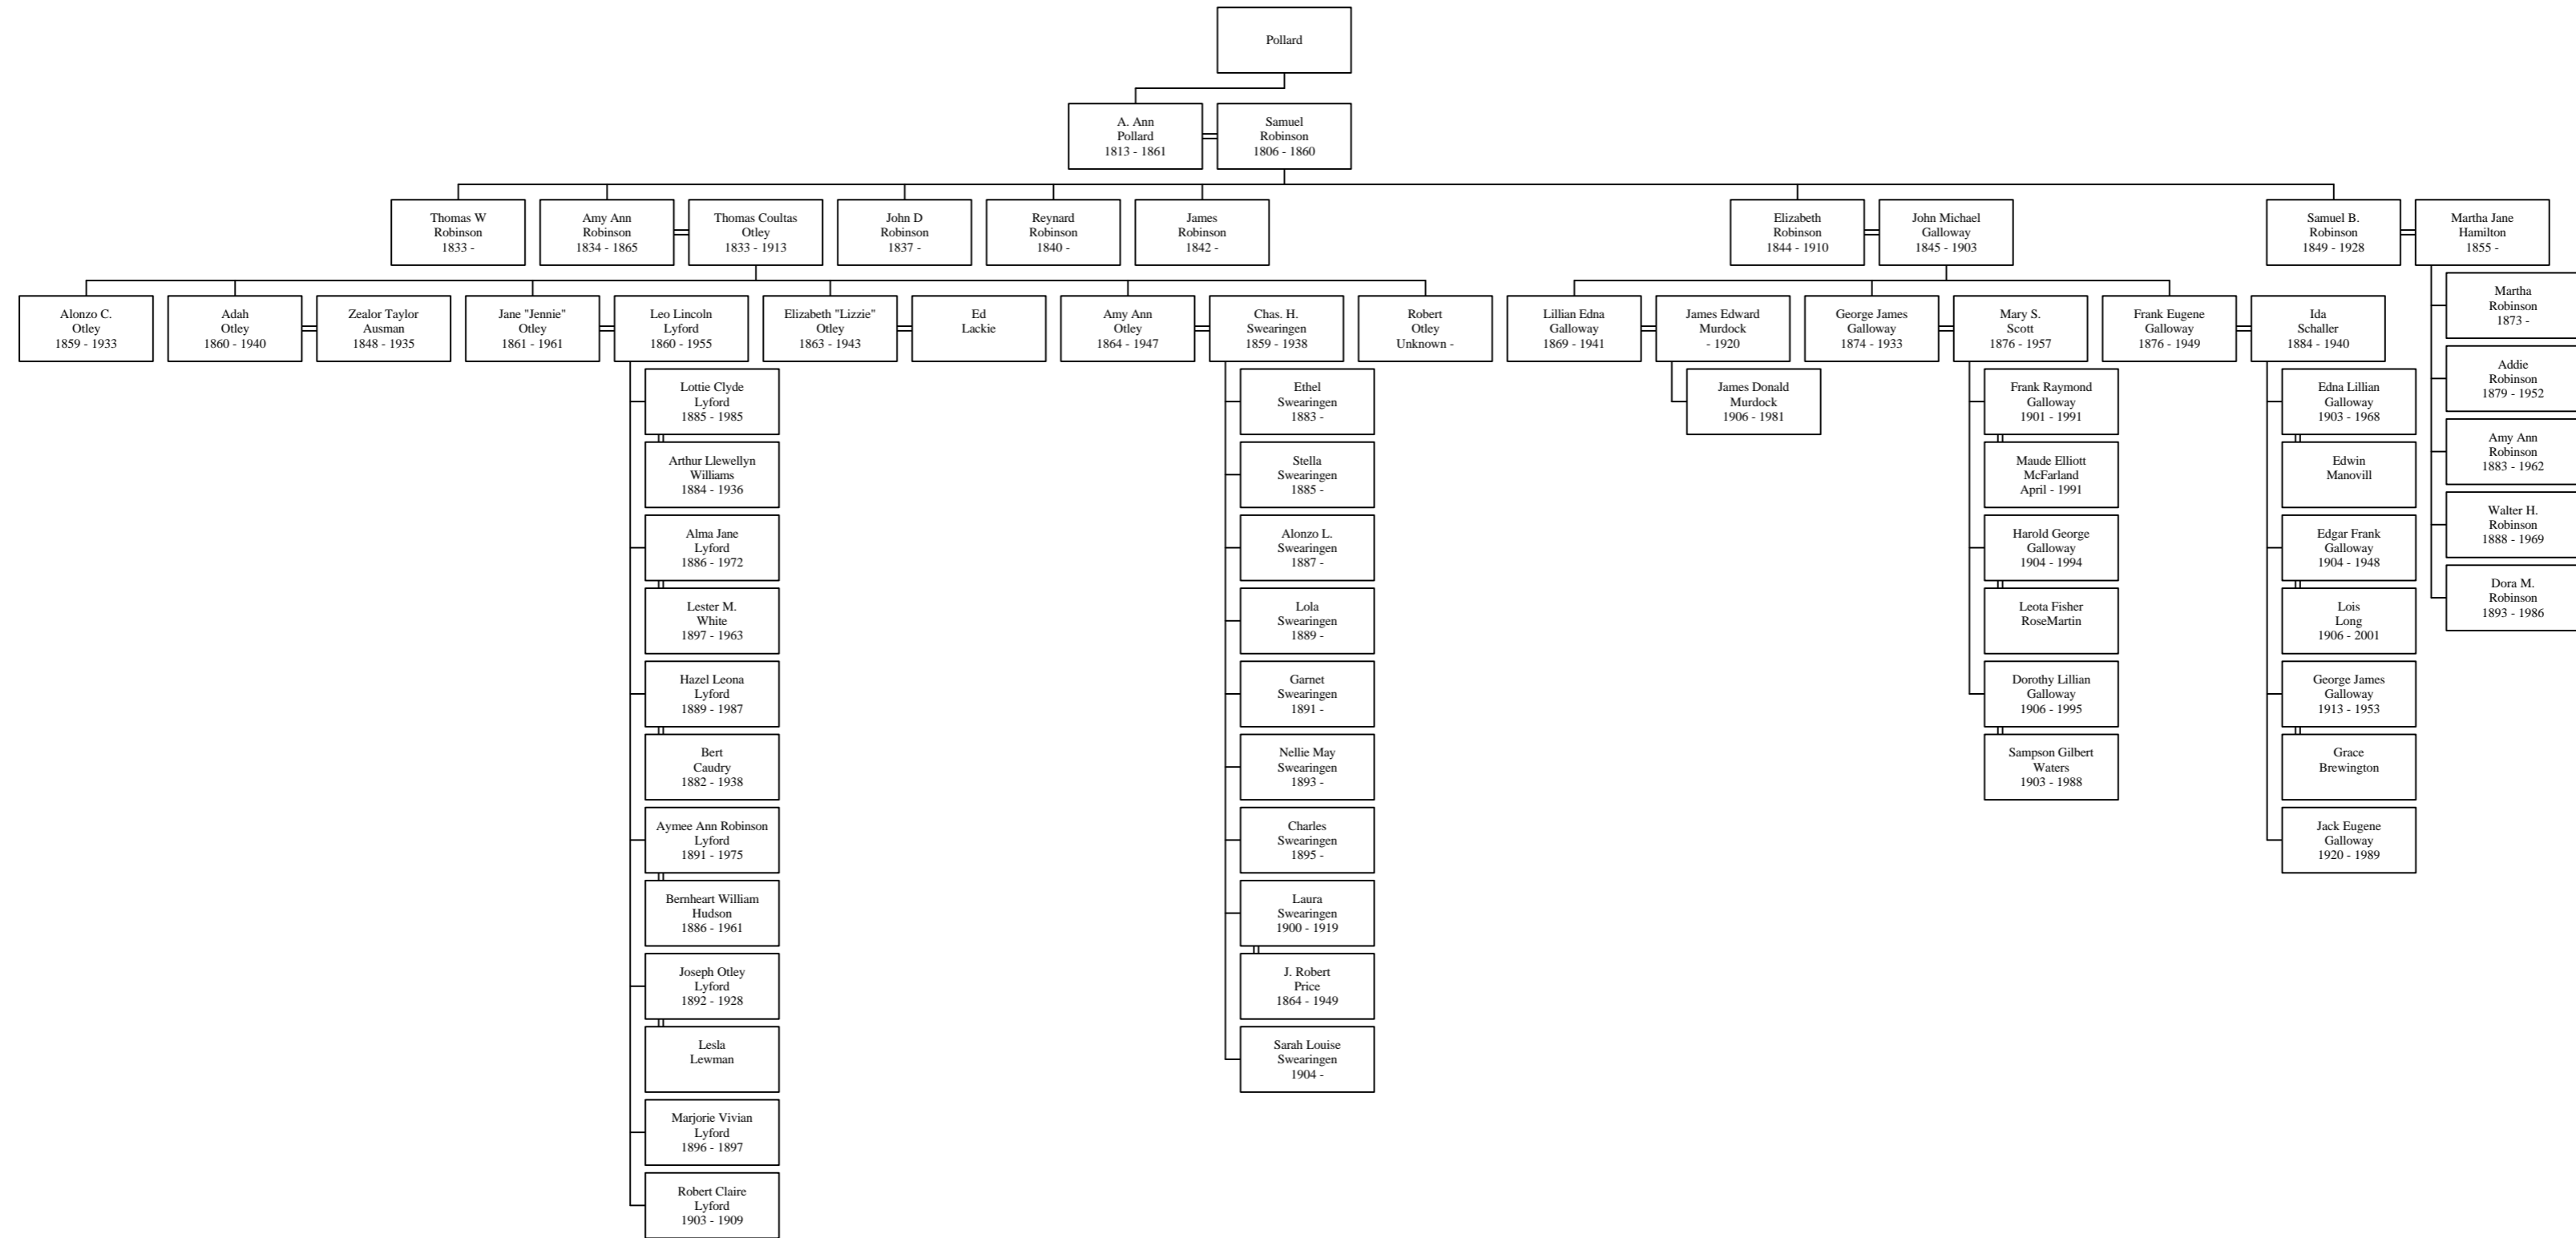 Pollard
A. Ann
Pollard
1813 - 1861
Samuel
Robinson
1806 - 1860
Thomas W
Robinson
1833 -
Amy Ann
Robinson
1834 - 1865
Thomas Coultas
Otley
1833 - 1913
John D
Robinson
1837 -
Reynard
Robinson
1840 -
James
Robinson
1842 -
Elizabeth
Robinson
1844 - 1910
John Michael
Galloway
1845 - 1903
Samuel B.
Robinson
1849 - 1928
Martha Jane
Hamilton
1855 -
Alonzo C.
Otley
1859 - 1933
Adah
Otley
1860 - 1940
Zealor Taylor
Ausman
1848 - 1935
Jane "Jennie"
Otley
1861 - 1961
Leo Lincoln
Lyford
1860 - 1955
Elizabeth "Lizzie"
Otley
1863 - 1943
Ed
Lackie
Amy Ann
Otley
1864 - 1947
Chas. H.
Swearingen
1859 - 1938
Robert
Otley
Unknown -
Lillian Edna
Galloway
1869 - 1941
James Edward
Murdock
- 1920
George James
Galloway
1874 - 1933
Mary S.
Scott
1876 - 1957
Frank Eugene
Galloway
1876 - 1949
Ida
Schaller
1884 - 1940
Lottie Clyde
Lyford
1885 - 1985
Arthur Llewellyn
Williams
1884 - 1936
Alma Jane
Lyford
1886 - 1972
Lester M.
White
1897 - 1963
Hazel Leona
Lyford
1889 - 1987
Bert
Caudry
1882 - 1938
Aymee Ann Robinson
Lyford
1891 - 1975
Bernheart William
Hudson
1886 - 1961
Joseph Otley
Lyford
1892 - 1928
Lesla
Lewman
Marjorie Vivian
Lyford
1896 - 1897
Robert Claire
Lyford
1903 - 1909
Ethel
Swearingen
1883 -
Stella
Swearingen
1885 -
Alonzo L.
Swearingen
1887 -
Lola
Swearingen
1889 -
Garnet
Swearingen
1891 -
Nellie May
Swearingen
1893 -
Charles
Swearingen
1895 -
Laura
Swearingen
1900 - 1919
J. Robert
Price
1864 - 1949
Sarah Louise
Swearingen
1904 -
James Donald
Murdock
1906 - 1981
Frank Raymond
Galloway
1901 - 1991
Maude Elliott
McFarland
April - 1991
Harold George
Galloway
1904 - 1994
Leota Fisher
RoseMartin
Dorothy Lillian
Galloway
1906 - 1995
Sampson Gilbert
Waters
1903 - 1988
Edna Lillian
Galloway
1903 - 1968
Edwin
Manovill
Edgar Frank
Galloway
1904 - 1948
Lois
Long
1906 - 2001
George James
Galloway
1913 - 1953
Grace
Brewington
Jack Eugene
Galloway
1920 - 1989
Martha
Robinson
1873 -
Addie
Robinson
1879 - 1952
Amy Ann
Robinson
1883 - 1962
Walter H.
Robinson
1888 - 1969
Dora M.
Robinson
1893 - 1986